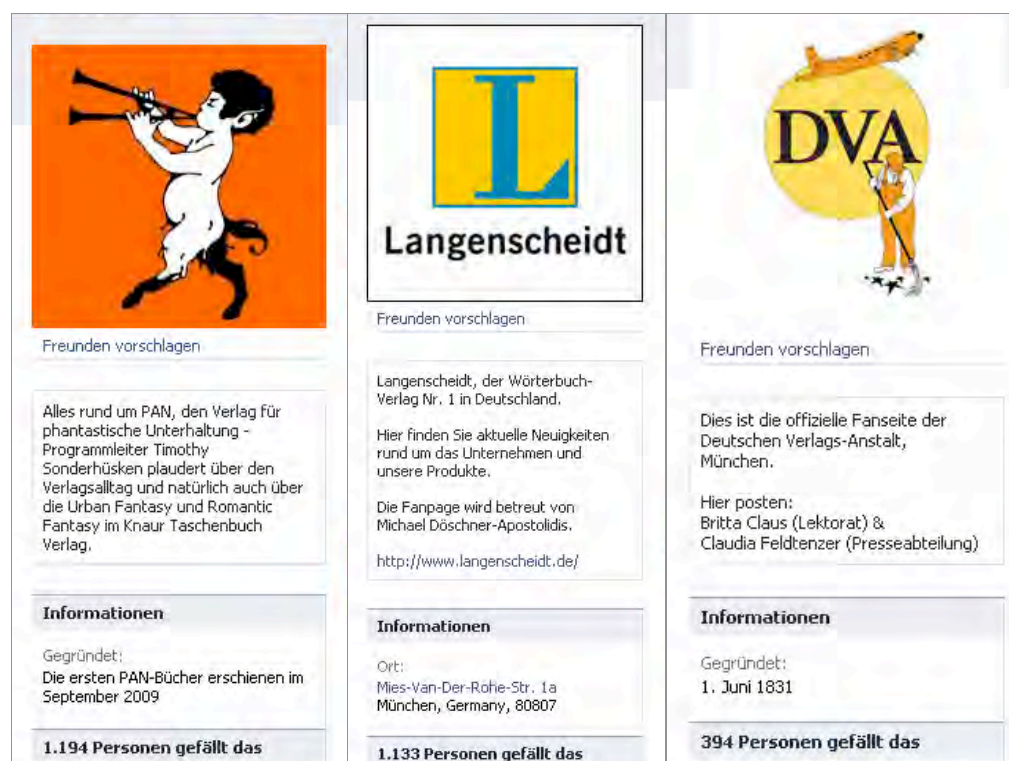 Freunden vorschlagen
Alles rund um PAN, den Verlag für
phantastische Unterhaltung -
Programmleiter Timothy
Sonderhüsken plaudert über den
Verlagsalltag und natürlich auch über
die Urban Fantasy und Romantic
Fantasy im Knaur Taschenbuch
Verlag.
Informationen
Gegründet:
Die ersten PAN-Bücher erschienen im
September 2009
1.194 Personen gefällt das
L
Langenscheidt
Freunden vorschlagen
Langenscheidt, der Wörterbuch-
Verlag Nr. 1 in Deutschland.
Hier finden Sie aktuelle Neuigkeiten
rund um das Unternehmen und
unsere Produkte.
Die Fanpage wird betreut von
Michael Döschner-Apostolidis.
http://www.langenscheidt.de/
Informationen
Ort:
Mies-Van-Der-Rohe-Str. 1a
München, Germany, 80807
1.133 Personen gefällt das
DVA
Freunden vorschlagen
Dies ist die offizielle Fanseite der
Deutschen Verlags-Anstalt,
München.
Hier posten:
Britta Claus (Lektorat) &
Claudia Feldtenzer (Presseabteilung)
Informationen
Gegründet:
1. Juni 1831
394 Personen gefällt das